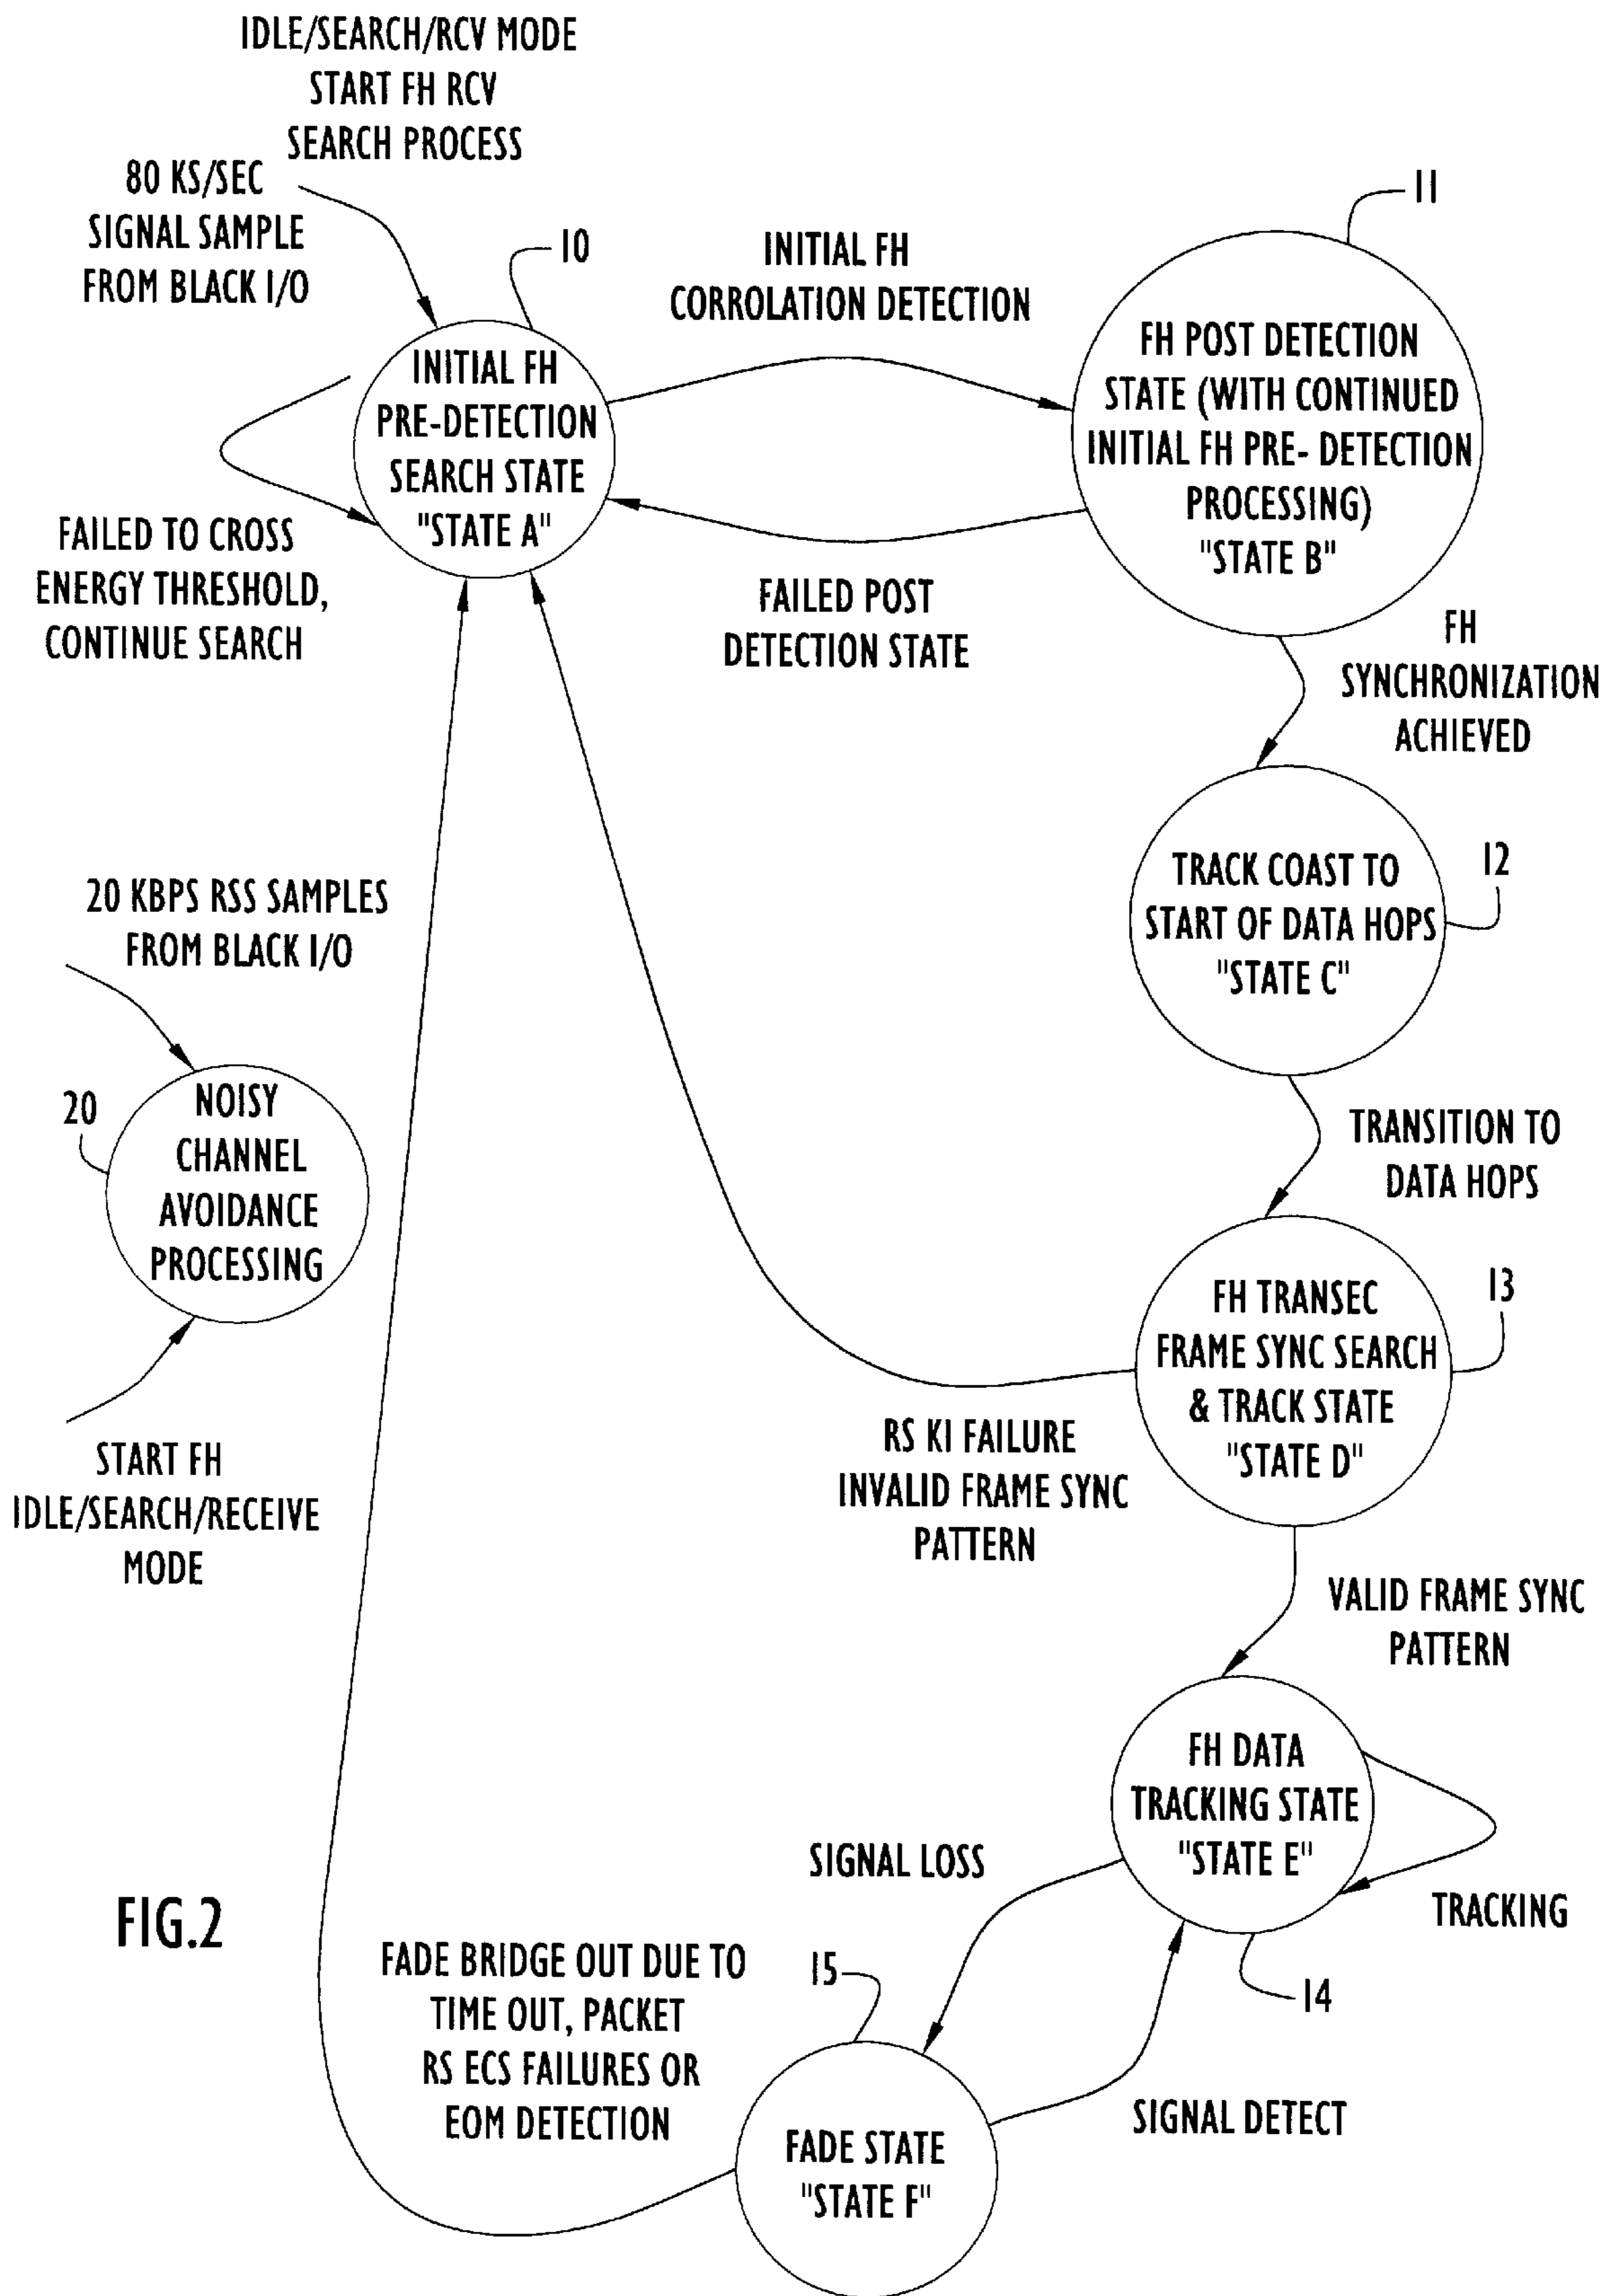 IDLE/SEARCH/RCV MODE
START FH RCV
SEARCH PROCESS
80 KS/SEC
SIGNAL SAMPLE
FROM BLACK I/O
10
INITIAL FH
CORROLATION DETECTION
11
INITIAL FH
PRE-DETECTION
SEARCH STATE
"STATE A"
FH POST DETECTION
STATE (WITH CONTINUED
INITIAL FH PRE- DETECTION
PROCESSING)
"STATE B"
FAILED TO CROSS
ENERGY THRESHOLD,
CONTINUE SEARCH
FAILED POST
DETECTION STATE
FH
SYNCHRONIZATION
ACHIEVED
TRACK COAST TO
START OF DATA HOPS
"STATE C"
12
20 KBPS RSS SAMPLES
FROM BLACK I/O
20
NOISY
CHANNEL
AVOIDANCE
PROCESSING
TRANSITION TO
DATA HOPS
FH TRANSEC
FRAME SYNC SEARCH
& TRACK STATE
"STATE D"
13
START FH
IDLE/SEARCH/RECEIVE
MODE
RS KI FAILURE
INVALID FRAME SYNC
PATTERN
VALID FRAME SYNC
PATTERN
FH DATA
TRACKING STATE
"STATE E"
SIGNAL LOSS
TRACKING
14
FIG.2
FADE BRIDGE OUT DUE TO
TIME OUT, PACKET
RS ECS FAILURES OR
EOM DETECTION
15
SIGNAL DETECT
FADE STATE
"STATE F"